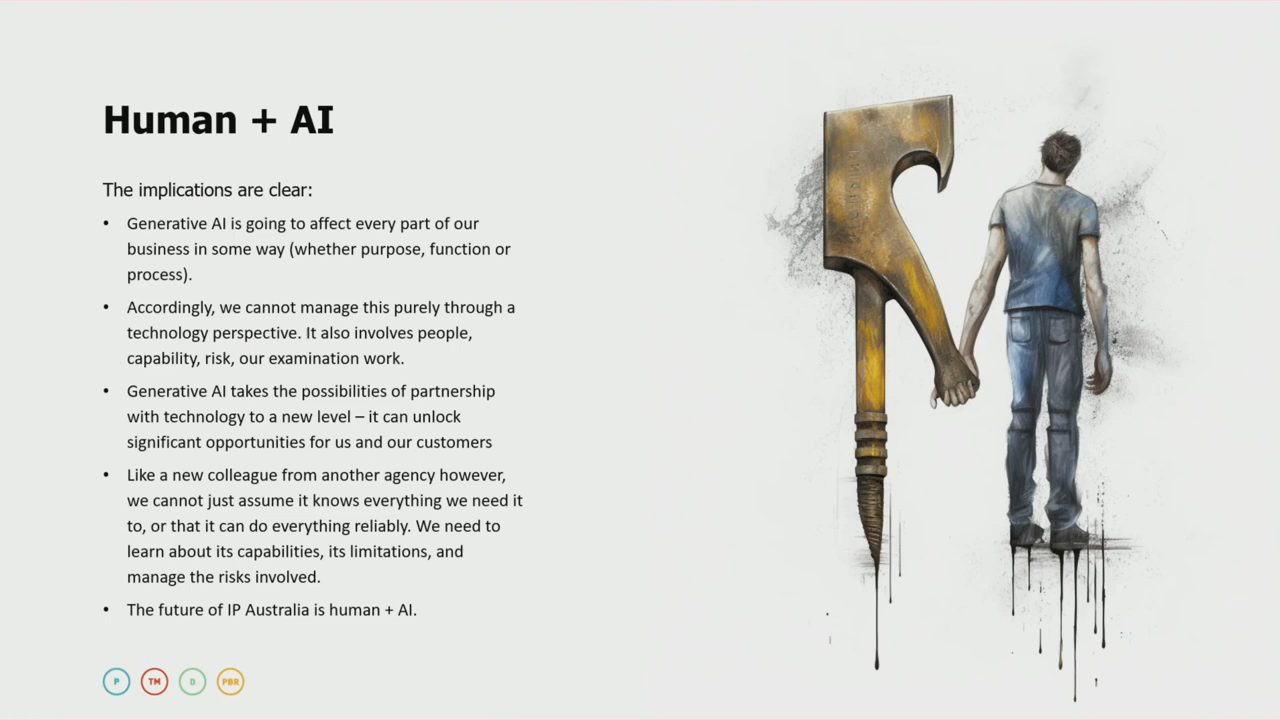 Human + AI
The implications are clear:
• Generative AI is going to affect every part of our
business in some way (whether purpose, function or
process).
• Accordingly, we cannot manage this purely through a
technology perspective. It also involves people,
capability, risk, our examination work.
• Generative AI takes the possibilities of partnership
with technology to a new level – it can unlock
significant opportunities for us and our customers
• Like a new colleague from another agency however,
we cannot just assume it knows everything we need it
to, or that it can do everything reliably. We need to
learn about its capabilities, its limitations, and
manage the risks involved.
• The future of IP Australia is human + AI.
P TM D PBR